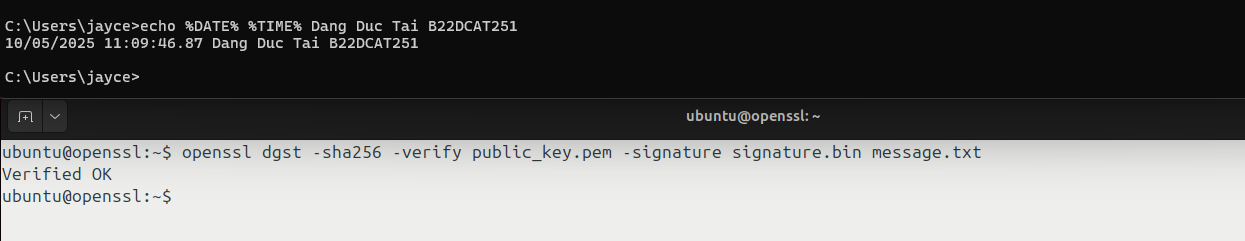 C:\Users\jayce>echo %DATE% %TIME% Dang Duc Tai B22DCAT251
10/05/2025 11:09:46.87 Dang Duc Tai B22DCAT251
C:\Users\jayce>
ubuntu@openssl: ~
ubuntu@openssl:~$ openssl dgst -sha256 -verify public_key.pem -signature signature.bin message.txt
Verified OK
ubuntu@openssl:~$